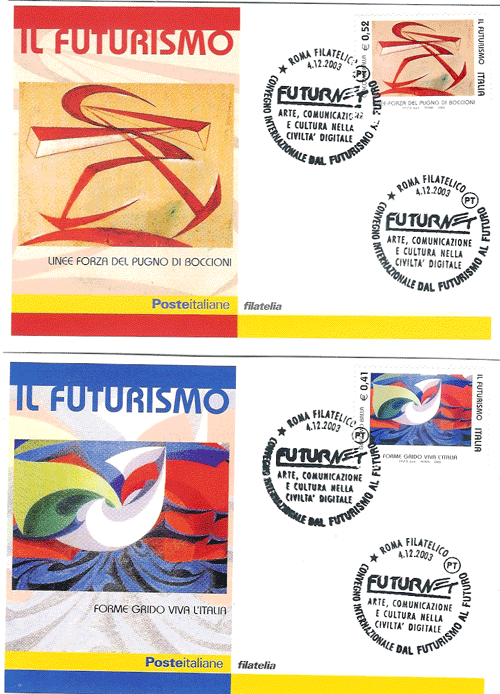 IL FUTURISMO
LINEE FORZA DEL PUGNO DI BOCCIONI
Posteitaliane filatelia
€ 0,52
IL FUTURISMO
ITALIA
LINEE-FORZA DEL PUGNO DI BOCCIONI
★ ROMA FILATELICO
4.12.2003
PT
FUTURNET
ARTE, COMUNICAZIONE
E CULTURA NELLA
CIVILTA' DIGITALE
CONVEGNO INTERNAZIONALE DAL FUTURISMO AL FUTURO
★ ROMA FILATELICO
4.12.2003
PT
FUTURNET
ARTE, COMUNICAZIONE
E CULTURA NELLA
CIVILTA' DIGITALE
CONVEGNO INTERNAZIONALE DAL FUTURISMO AL FUTURO
IL FUTURISMO
FORME GRIDO VIVA L'ITALIA
Posteitaliane filatelia
€ 0,41
IL FUTURISMO
ITALIA
FORME GRIDO VIVA L'ITALIA
★ ROMA FILATELICO
4.12.2003
PT
FUTURNET
ARTE, COMUNICAZIONE
E CULTURA NELLA
CIVILTA' DIGITALE
CONVEGNO INTERNAZIONALE DAL FUTURISMO AL FUTURO
★ ROMA FILATELICO
4.12.2003
PT
FUTURNET
ARTE, COMUNICAZIONE
E CULTURA NELLA
CIVILTA' DIGITALE
CONVEGNO INTERNAZIONALE DAL FUTURISMO AL FUTURO